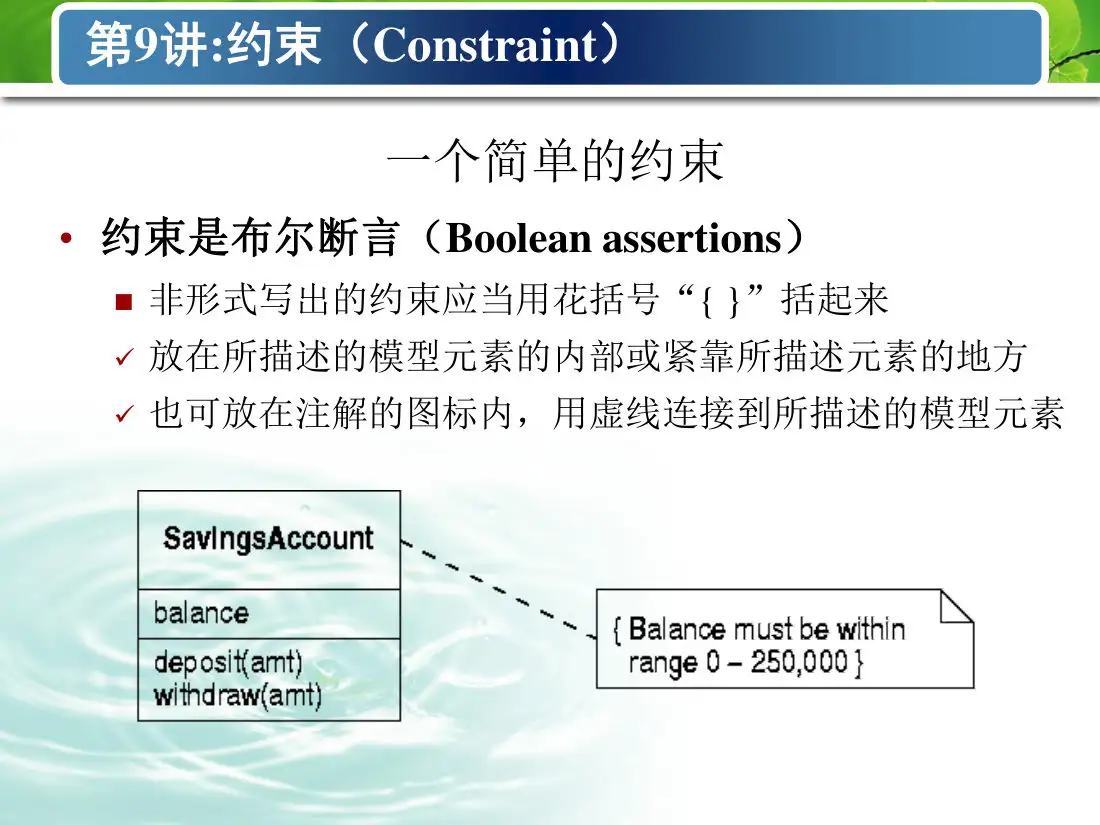 第9讲:约束（Constraint）
一个简单的约束
• 约束是布尔断言（Boolean assertions）
■ 非形式写出的约束应当用花括号“{ }”括起来
✓ 放在所描述的模型元素的内部或紧靠所描述元素的地方
✓ 也可放在注解的图标内，用虚线连接到所描述的模型元素
SavingsAccount
balance
deposit(amt)
withdraw(amt)
{ Balance must be within
range 0 – 250,000 }